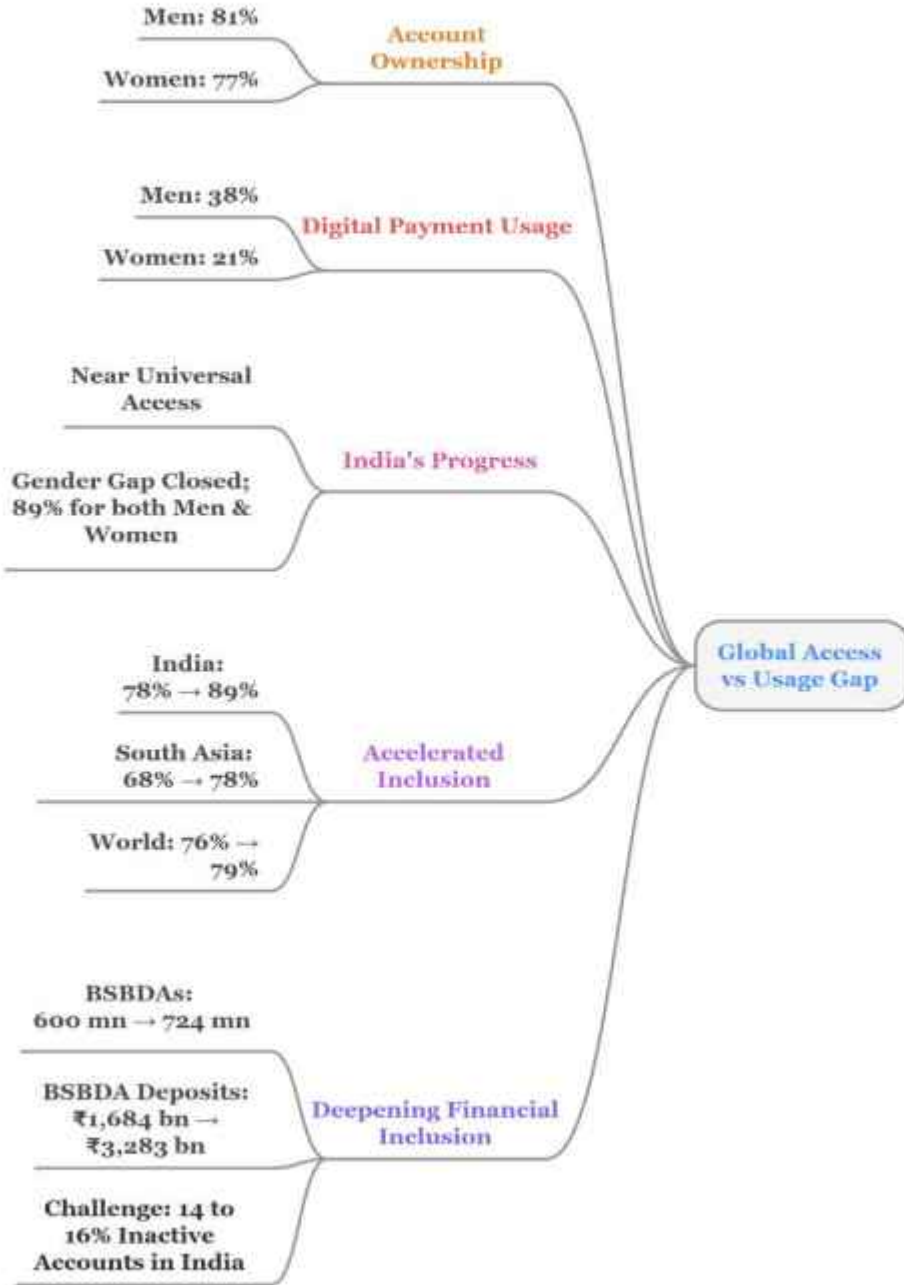 Men: 81%
Women: 77%
Account
Ownership
Men: 38%
Women: 21%
Digital Payment Usage
Near Universal
Access
Gender Gap Closed;
89% for both Men &
Women
India's Progress
India:
78% → 89%
South Asia:
68% → 78%
World: 76% →
79%
Accelerated
Inclusion
Global Access
vs Usage Gap
BSBDAs:
600 mn → 724 mn
BSBDA Deposits:
₹1,684 bn →
₹3,283 bn
Challenge: 14 to
16% Inactive
Accounts in India
Deepening Financial
Inclusion